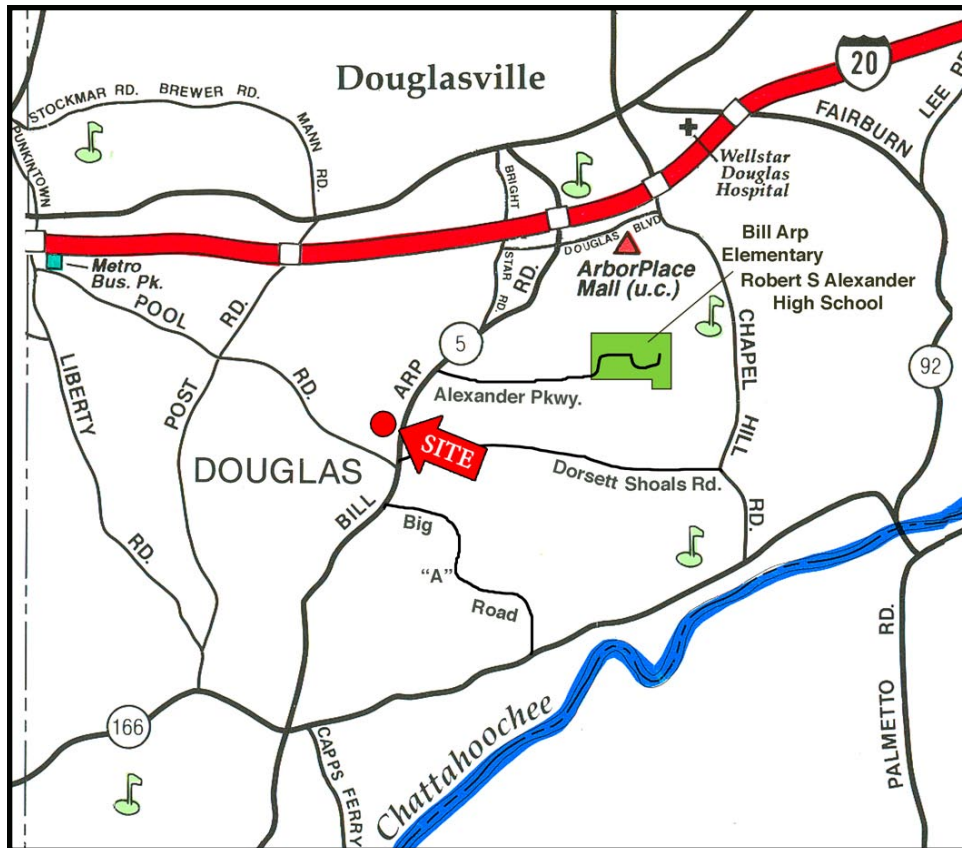 20
Douglasville
STOCKMAR RD.
BREWER RD.
MANN
RD.
PUNKINTOWN
FAIRBURN
LEE
Wellstar
Douglas
Hospital
BRIGHT
STAR RD.
DOUGLAS BLVD
RD.
Bill Arp
Elementary
Robert S Alexander
High School
Metro
Bus. Pk.
ArborPlace
Mall (u.c.)
POOL
RD.
LIBERTY
RD.
POST
RD.
5
92
ARP
BILL
Alexander Pkwy.
CHAPEL
HILL
RD.
SITE
DOUGLAS
Dorsett Shoals Rd.
Big
“A”
Road
166
CAPPS
FERRY
Chattahoochee
PALMETTO
RD.